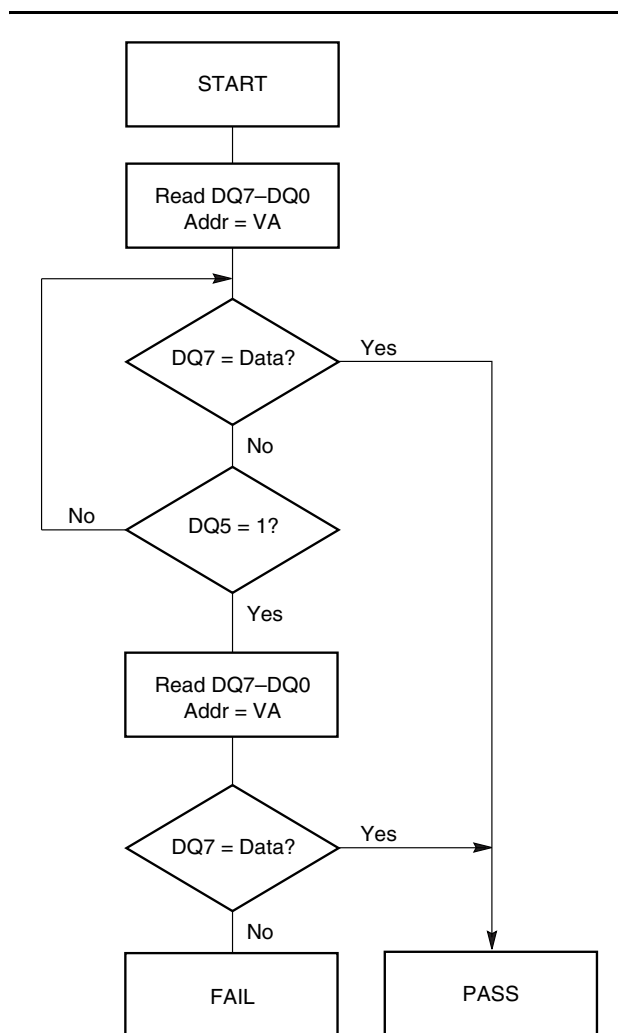 START
Read DQ7–DQ0
Addr = VA
DQ7 = Data?
Yes
No
No
DQ5 = 1?
Yes
Read DQ7–DQ0
Addr = VA
DQ7 = Data?
Yes
No
FAIL
PASS